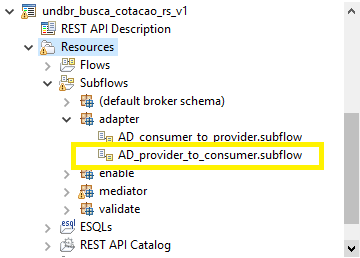 undbr_busca_cotacao_rs_v1
REST API Description
Resources
Flows
Subflows
(default broker schema)
adapter
AD_consumer_to_provider.subflow
AD_provider_to_consumer.subflow
enable
mediator
validate
esql ESQLs
REST API Catalog